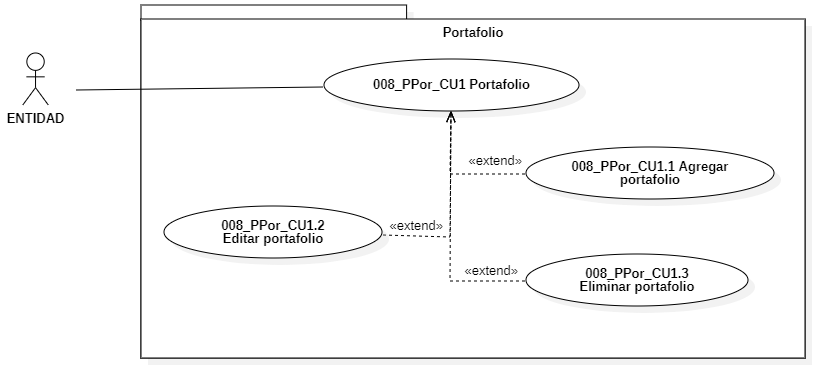 Portafolio
008_PPor_CU1 Portafolio
ENTIDAD
«extend»
008_PPor_CU1.1 Agregar
portafolio
008_PPor_CU1.2
Editar portafolio
«extend»
«extend»
008_PPor_CU1.3
Eliminar portafolio